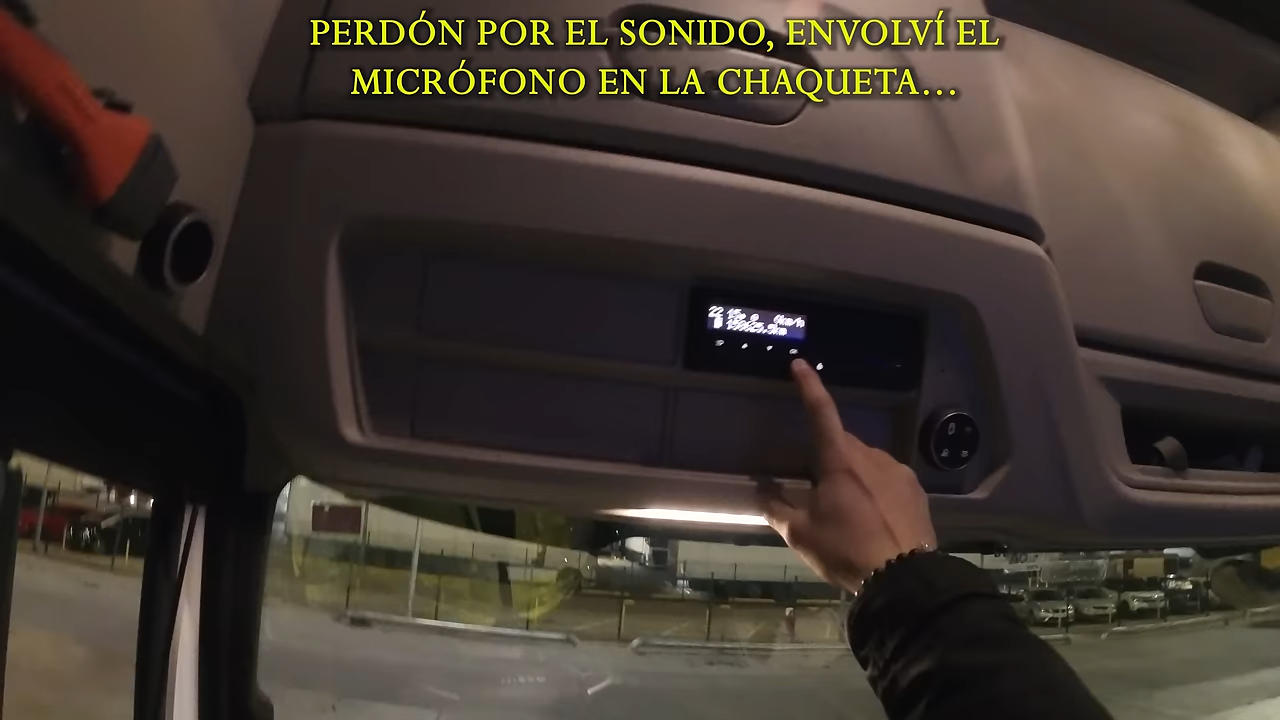 PERDÓN POR EL SONIDO, ENVOLVÍ EL
MICRÓFONO EN LA CHAQUETA...